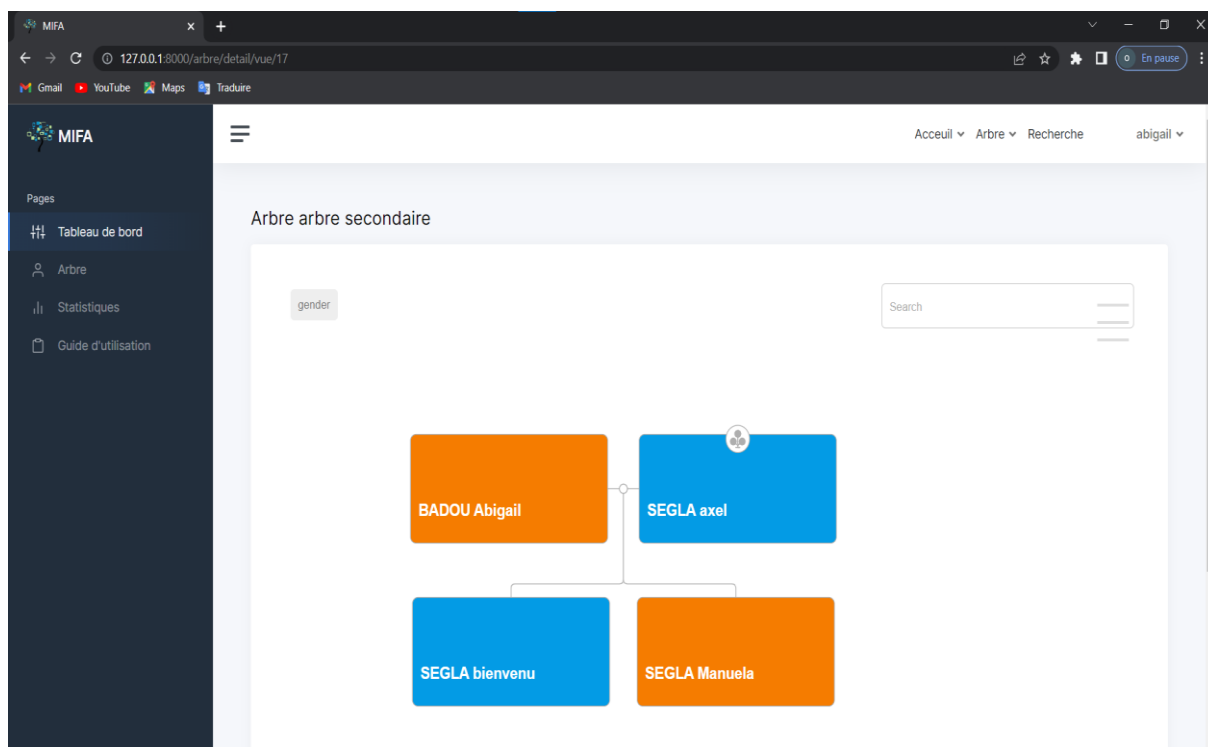 MIFA
127.0.0.1:8000/arbre/detail/vue/17
o En pause
Gmail YouTube Maps Traduire
MIFA
Acceuil Arbre Recherche abigail
Pages
Tableau de bord
Arbre
Statistiques
Guide d'utilisation
Arbre arbre secondaire
gender
Search
BADOU Abigail
SEGLA axel
SEGLA bienvenu
SEGLA Manuela